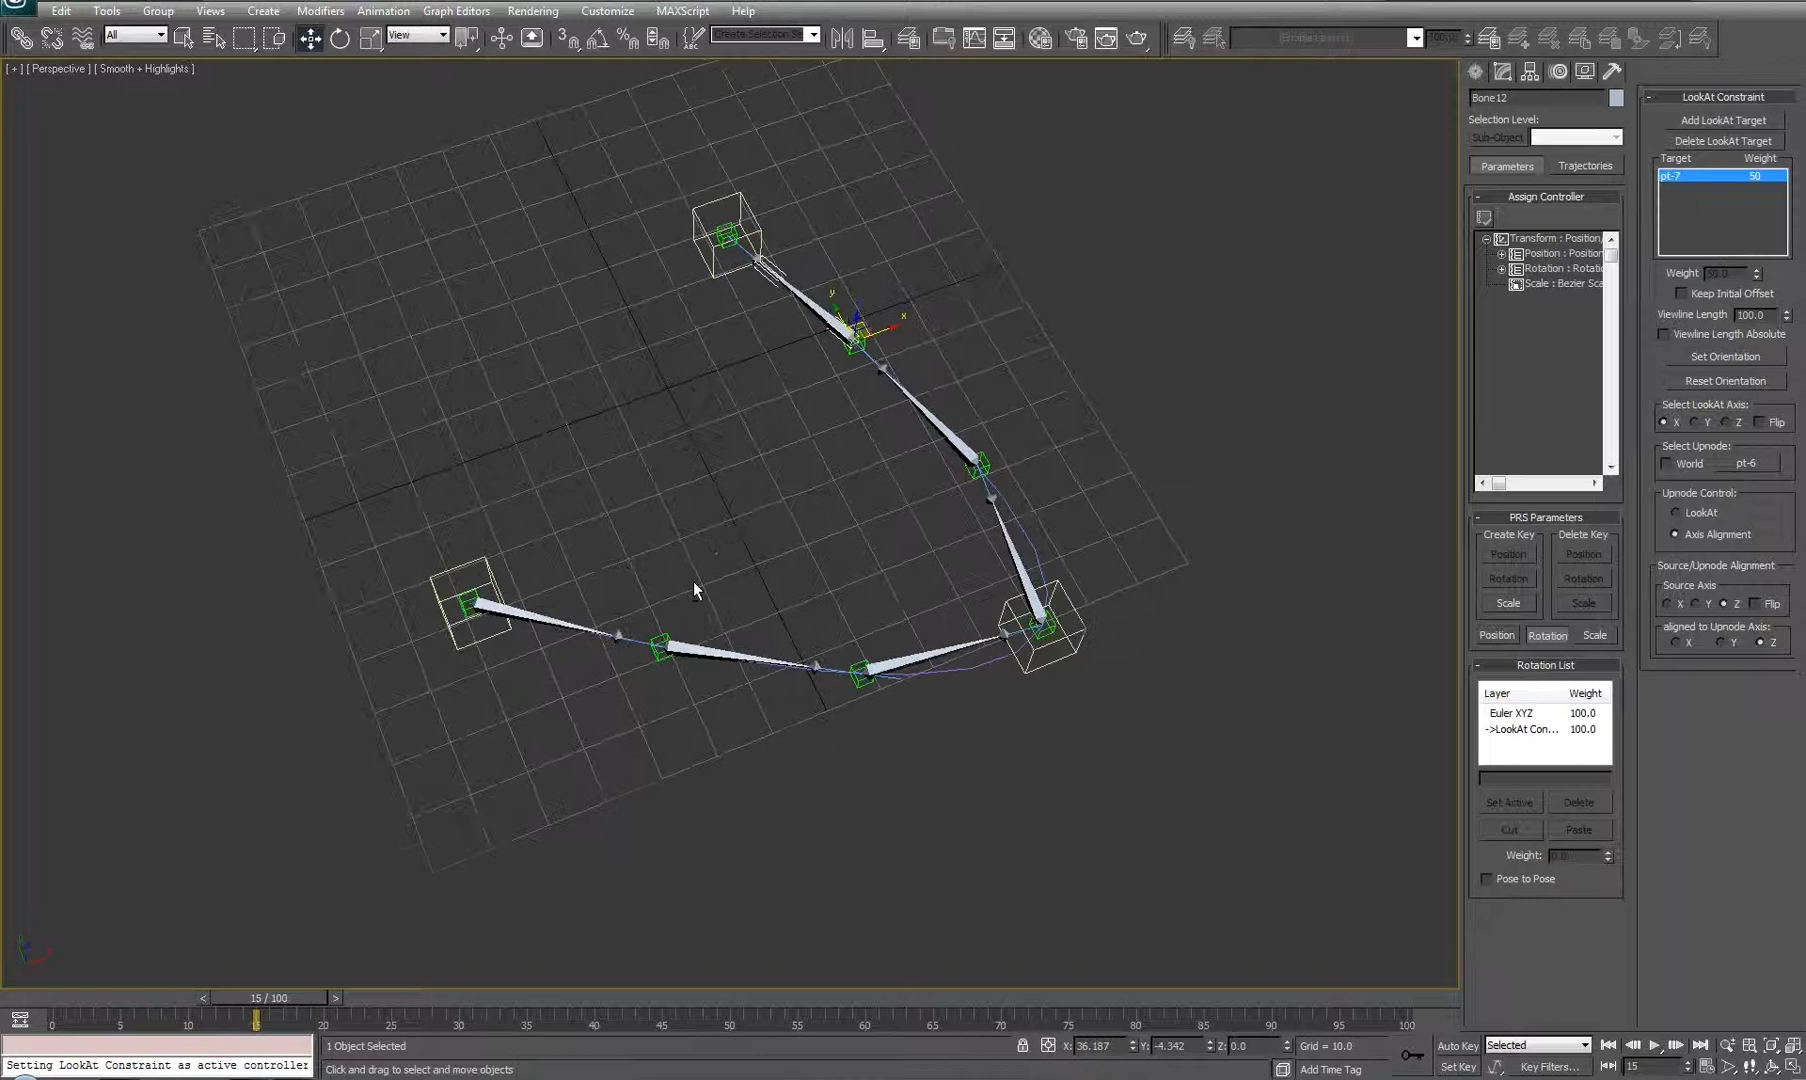 Edit Tools Group Views Create Modifiers Animation Graph Editors Rendering Customize MAXScript Help
All View Create Selection Se
[ + ] [ Perspective ] [ Smooth + Highlights ]
y x
Bone12
Selection Level:
Sub-Object
Parameters Trajectories
- Assign Controller
Transform : Position/
Position : Position
Rotation : Rotatio
Scale : Bezier Sca
- PRS Parameters
Create Key Delete Key
Position Position
Rotation Rotation
Scale Scale
Position Rotation Scale
- Rotation List
Layer Weight
Euler XYZ 100.0
->LookAt Con... 100.0
Set Active Delete
Cut Paste
Weight: 0.0
Pose to Pose
- LookAt Constraint
Add LookAt Target
Delete LookAt Target
Target Weight
pt-7 50
Weight 50.0
Keep Initial Offset
Viewline Length 100.0
Viewline Length Absolute
Set Orientation
Reset Orientation
Select LookAt Axis:
X Y Z Flip
Select Upnode:
World pt-6
Upnode Control:
LookAt
Axis Alignment
Source/Upnode Alignment
Source Axis
X Y Z Flip
aligned to Upnode Axis:
X Y Z
< 15 / 100 >
0 5 10 15 20 25 30 35 40 45 50 55 60 65 70 75 80 85 90 95 100
1 Object Selected X: 36.187 Y: -4.342 Z: 0.0 Grid = 10.0 Auto Key Selected
Setting LookAt Constraint as active controller Click and drag to select and move objects Add Time Tag Set Key Key Filters... 15